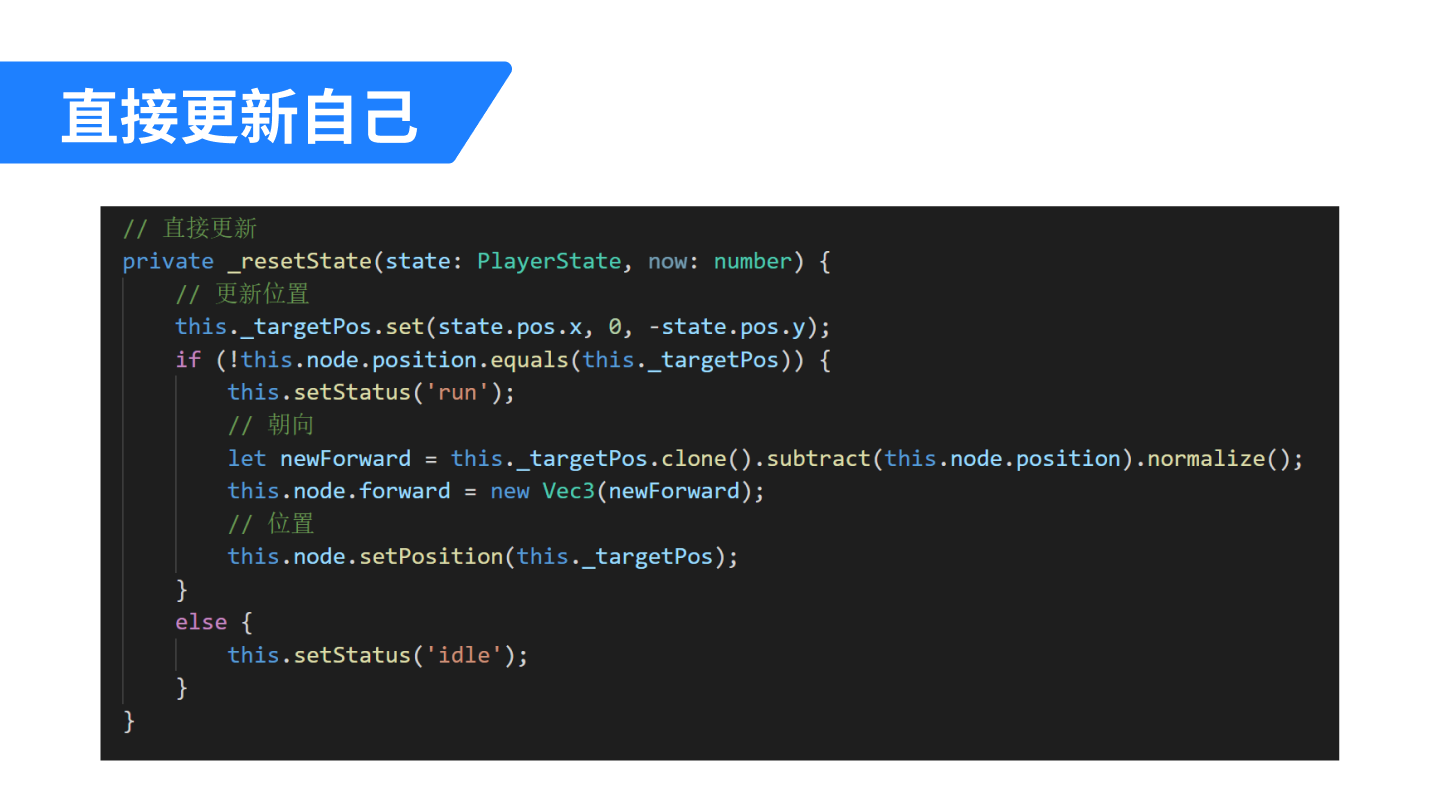 直接更新自己
// 直接更新
private _resetState(state: PlayerState, now: number) {
    // 更新位置
    this._targetPos.set(state.pos.x, 0, -state.pos.y);
    if (!this.node.position.equals(this._targetPos)) {
        this.setStatus('run');
        // 朝向
        let newForward = this._targetPos.clone().subtract(this.node.position).normalize();
        this.node.forward = new Vec3(newForward);
        // 位置
        this.node.setPosition(this._targetPos);
    }
    else {
        this.setStatus('idle');
    }
}